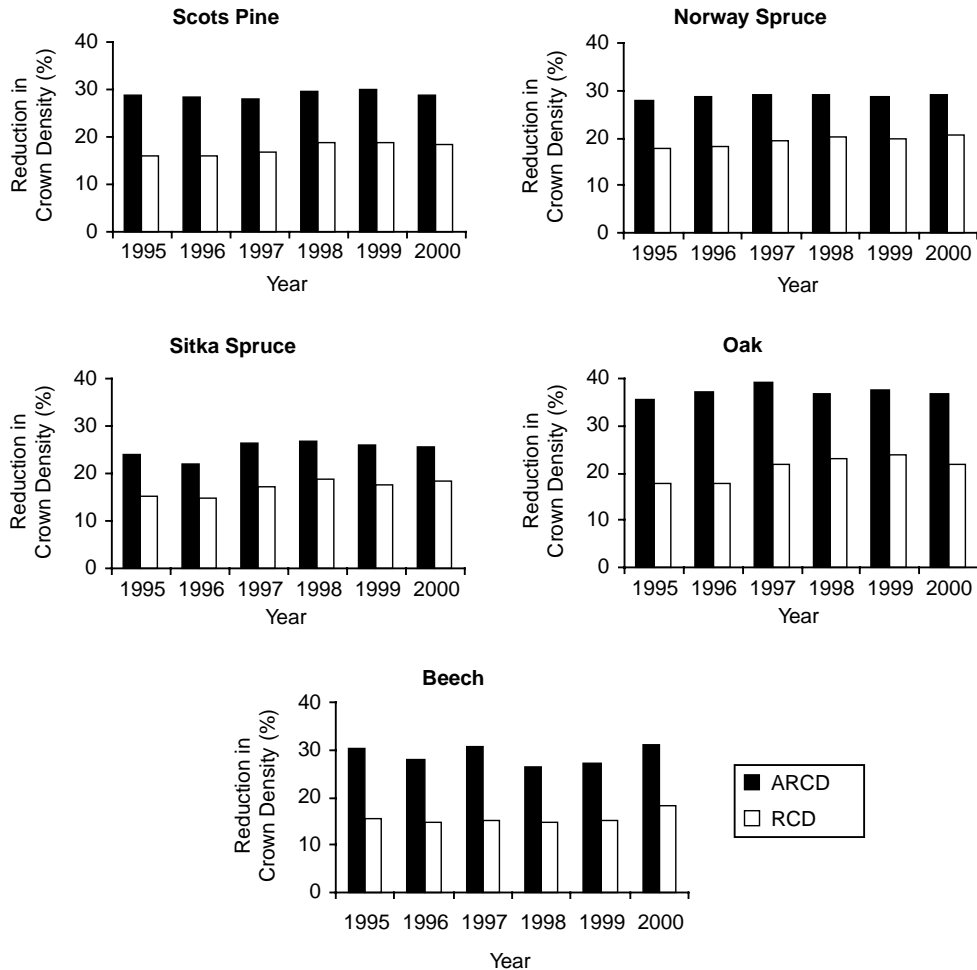 Scots Pine
Reduction in
Crown Density (%)
40
30
20
10
0
1995 1996 1997 1998 1999 2000
Year
Norway Spruce
Reduction in
Crown Density (%)
40
30
20
10
0
1995 1996 1997 1998 1999 2000
Year
Sitka Spruce
Reduction in
Crown Density (%)
40
30
20
10
0
1995 1996 1997 1998 1999 2000
Year
Oak
Reduction in
Crown Density (%)
40
30
20
10
0
1995 1996 1997 1998 1999 2000
Year
Beech
Reduction in
Crown Density (%)
40
30
20
10
0
1995 1996 1997 1998 1999 2000
Year
ARCD
RCD